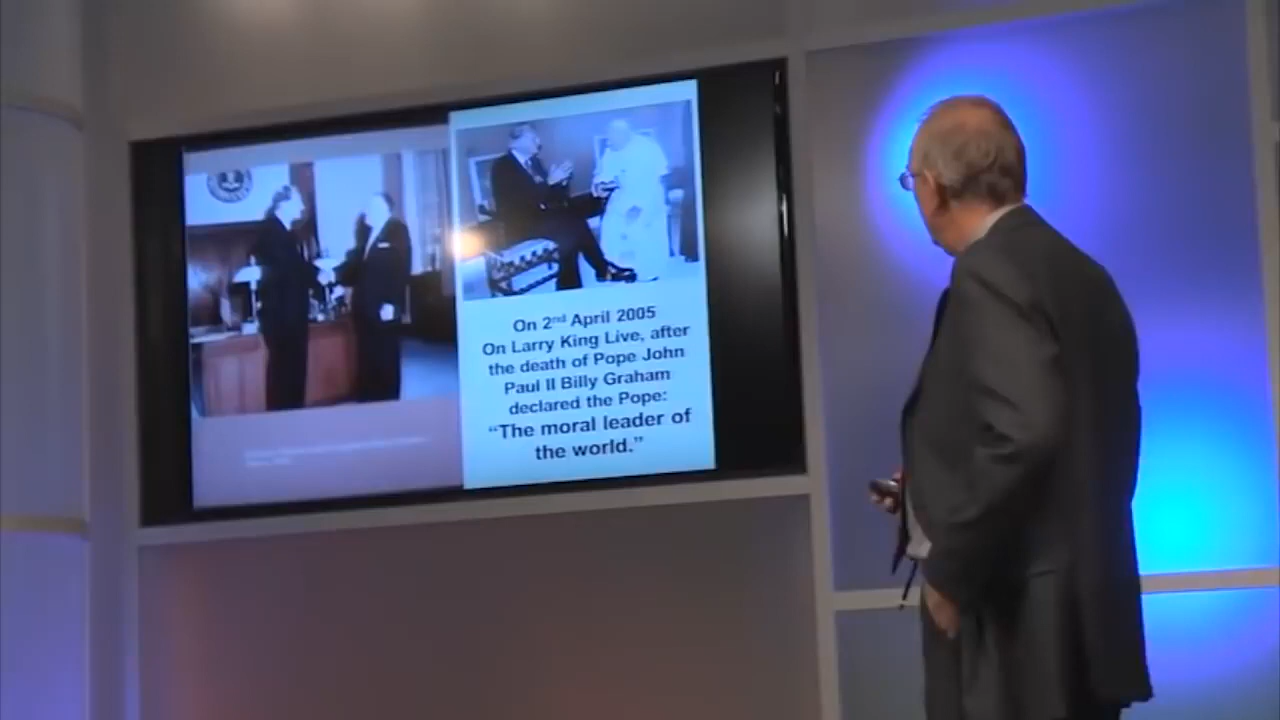 On 2nd April 2005
On Larry King Live, after
the death of Pope John
Paul II Billy Graham
declared the Pope:
“The moral leader of
the world.”